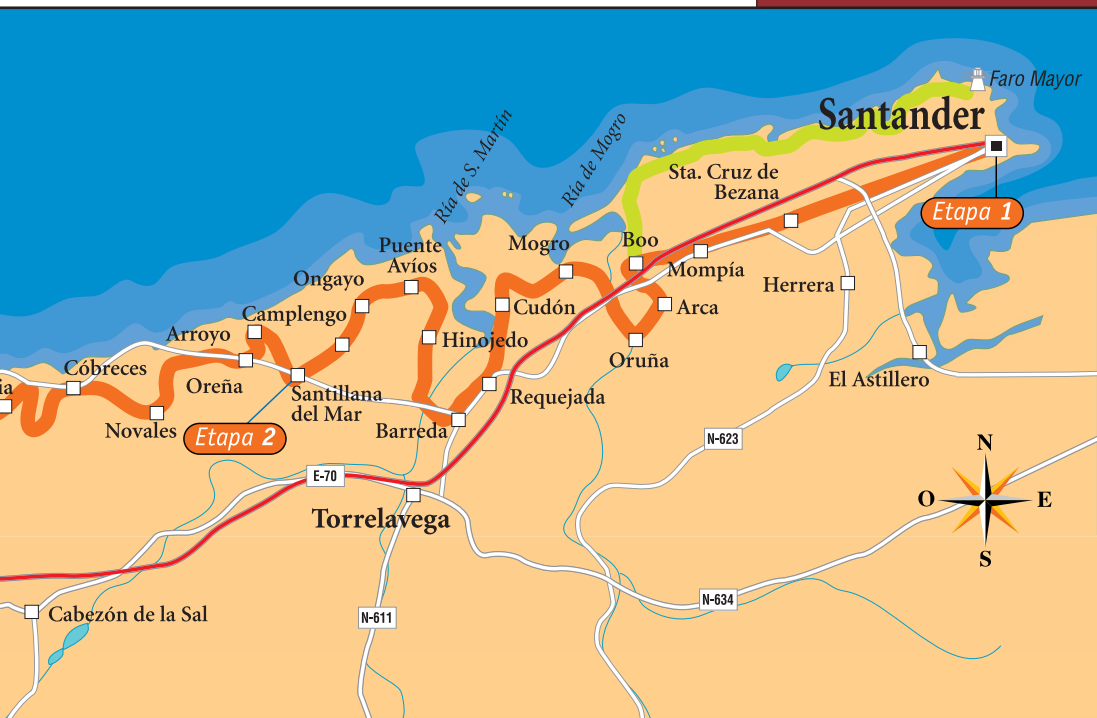 Faro Mayor
Santander
Ría de S. Martín
Ría de Mogro
Sta. Cruz de
Bezana
Etapa 1
Puente
Avíos
Mogro
Boo
Mompía
Ongayo
Herrera
Camplengo
Cudón
Arca
Arroyo
Hinojedo
Oruña
Cóbreces
ia
Oreña
Santillana
del Mar
Requejada
El Astillero
Novales
Etapa 2
Barreda
N-623
N
E-70
O
E
Torrelavega
S
N-634
Cabezón de la Sal
N-611